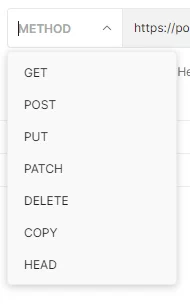 METHOD https://po
GET
He
POST
PUT
PATCH
DELETE
COPY
HEAD